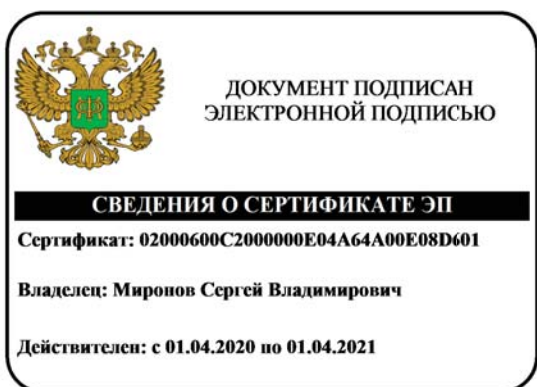 ДОКУМЕНТ ПОДПИСАН
ЭЛЕКТРОННОЙ ПОДПИСЬЮ
СВЕДЕНИЯ О СЕРТИФИКАТЕ ЭП
Сертификат: 02000600C2000000E04A64A00E08D601
Владелец: Миронов Сергей Владимирович
Действителен: с 01.04.2020 по 01.04.2021